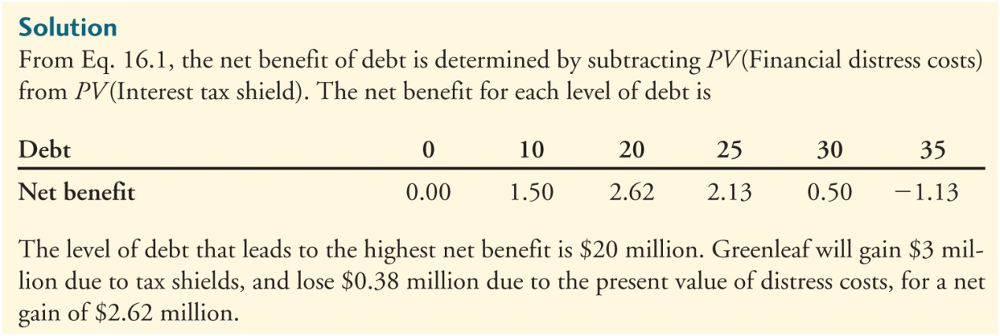 Solution
From Eq. 16.1, the net benefit of debt is determined by subtracting PV(Financial distress costs)
from PV(Interest tax shield). The net benefit for each level of debt is
Debt 0 10 20 25 30 35
Net benefit 0.00 1.50 2.62 2.13 0.50 −1.13
The level of debt that leads to the highest net benefit is $20 million. Greenleaf will gain $3 mil-
lion due to tax shields, and lose $0.38 million due to the present value of distress costs, for a net
gain of $2.62 million.